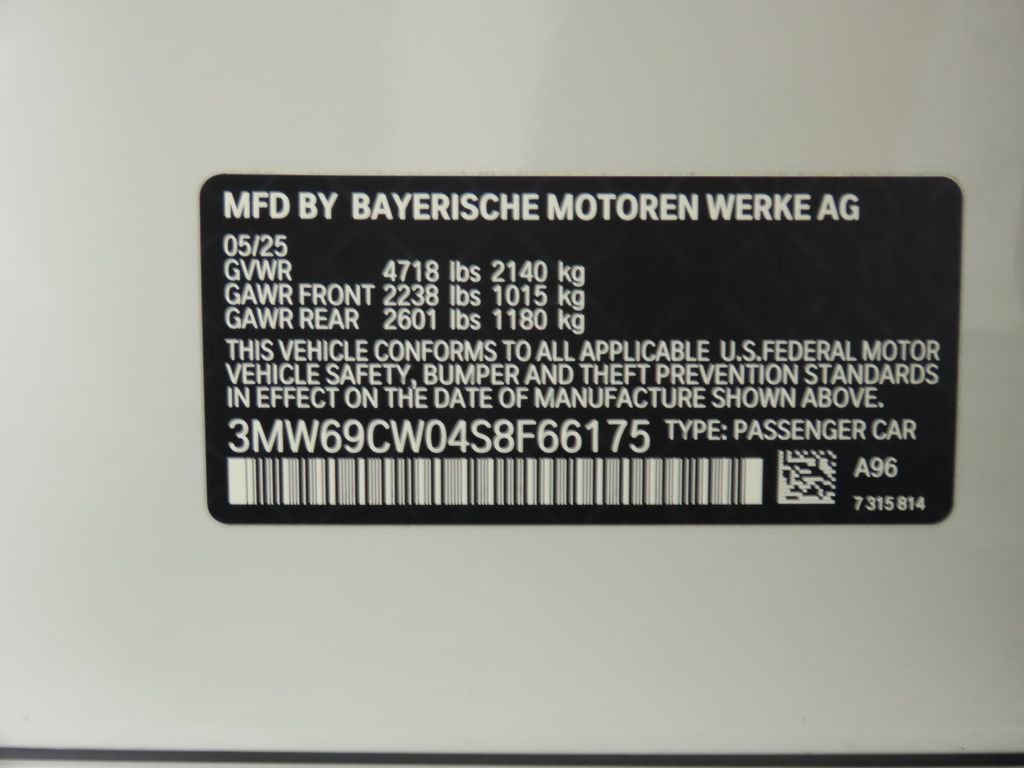 MFD BY BAYERISCHE MOTOREN WERKE AG
05/25
GVWR 4718 lbs 2140 kg
GAWR FRONT 2238 lbs 1015 kg
GAWR REAR 2601 lbs 1180 kg
THIS VEHICLE CONFORMS TO ALL APPLICABLE U.S.FEDERAL MOTOR
VEHICLE SAFETY, BUMPER AND THEFT PREVENTION STANDARDS
IN EFFECT ON THE DATE OF MANUFACTURE SHOWN ABOVE.
3MW69CW04S8F66175 TYPE: PASSENGER CAR
A96
7 315 814